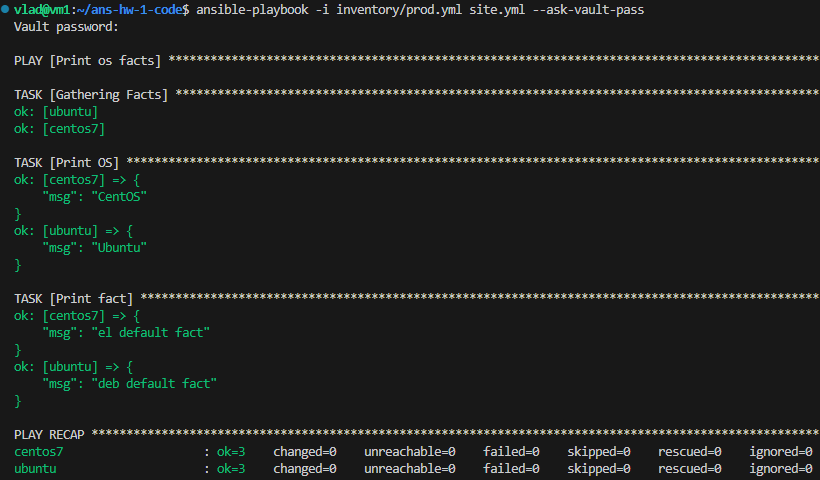 vlad@vm1:~/ans-hw-1-code$ ansible-playbook -i inventory/prod.yml site.yml --ask-vault-pass
Vault password:
PLAY [Print os facts] ****************************************************************************************************
TASK [Gathering Facts] ***************************************************************************************************
ok: [ubuntu]
ok: [centos7]
TASK [Print OS] **********************************************************************************************************
ok: [centos7] => {
    "msg": "CentOS"
}
ok: [ubuntu] => {
    "msg": "Ubuntu"
}
TASK [Print fact] ********************************************************************************************************
ok: [centos7] => {
    "msg": "el default fact"
}
ok: [ubuntu] => {
    "msg": "deb default fact"
}
PLAY RECAP ***************************************************************************************************************
centos7                    : ok=3    changed=0    unreachable=0    failed=0    skipped=0    rescued=0    ignored=0
ubuntu                     : ok=3    changed=0    unreachable=0    failed=0    skipped=0    rescued=0    ignored=0